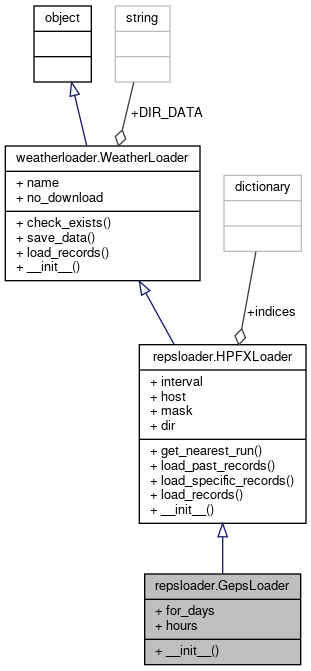 object
string
+DIR_DATA
weatherloader.WeatherLoader
+ name
+ no_download
+ check_exists()
+ save_data()
+ load_records()
+ __init__()
dictionary
+indices
repsloader.HPFXLoader
+ interval
+ host
+ mask
+ dir
+ get_nearest_run()
+ load_past_records()
+ load_specific_records()
+ load_records()
+ __init__()
repsloader.GepsLoader
+ for_days
+ hours
+ __init__()